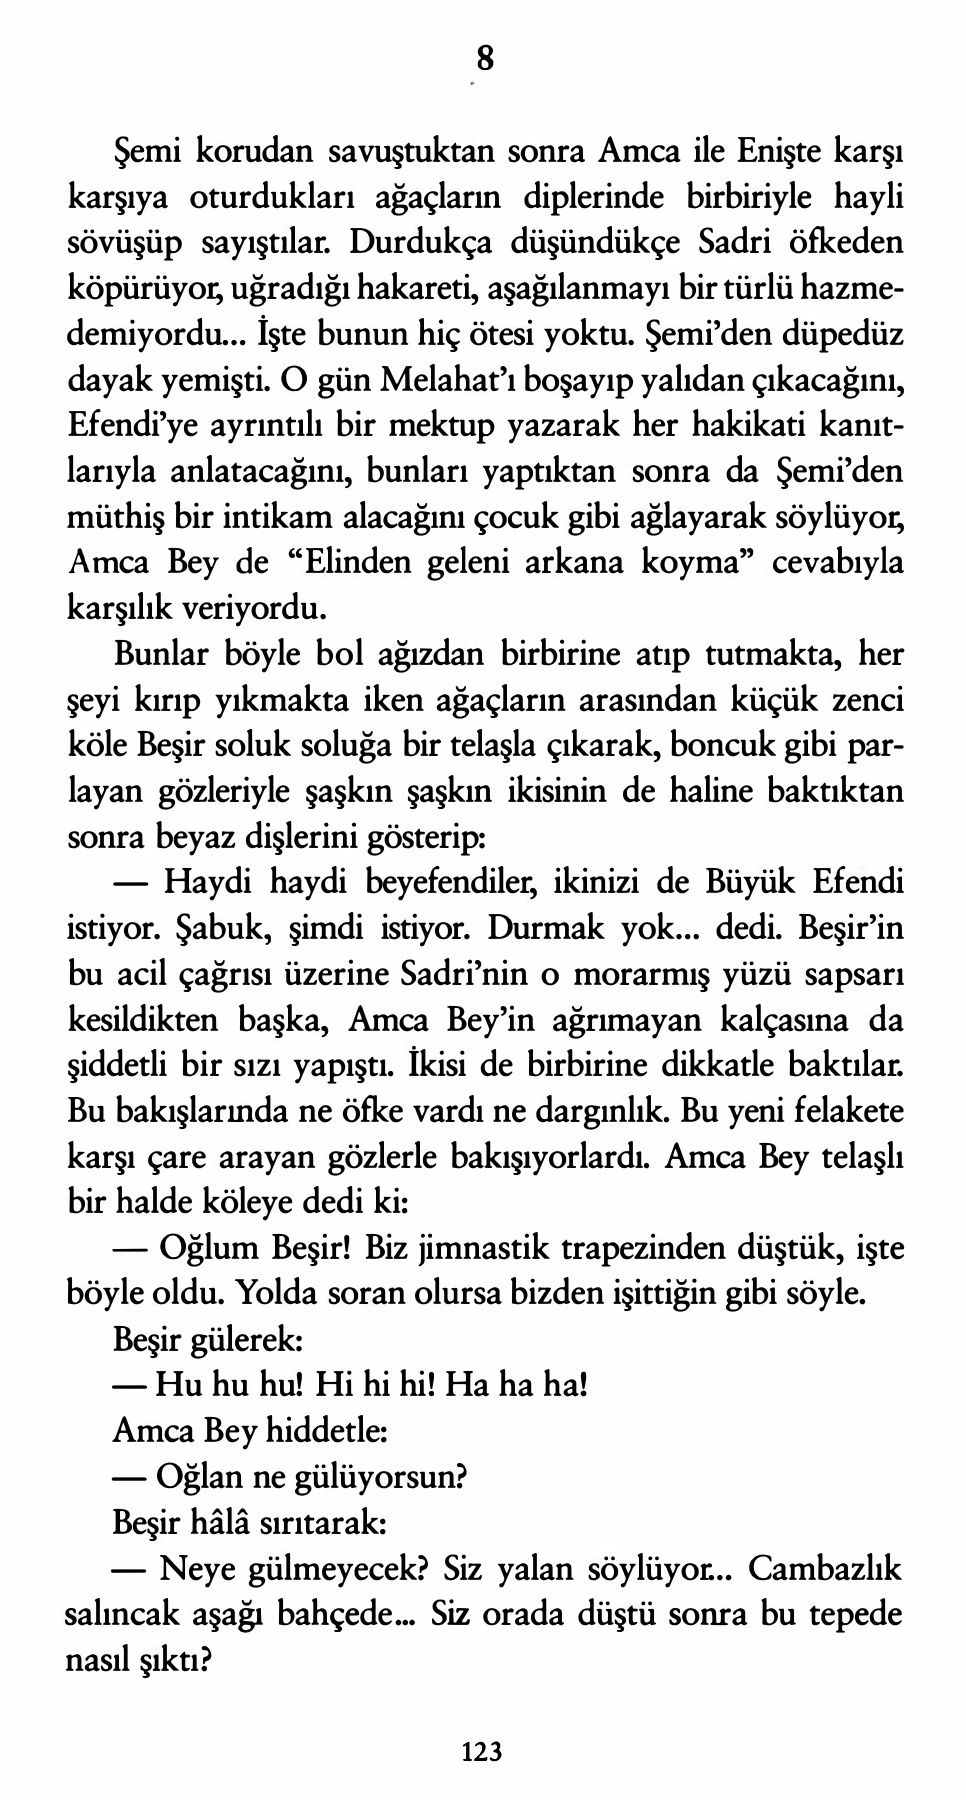 8
Şemi korudan savuştuktan sonra Amca ile Enişte karşı
karşıya oturdukları ağaçların diplerinde birbiriyle hayli
sövüşüp sayıştılar. Durdukça düşündükçe Sadri öfkeden
köpürüyor, uğradığı hakareti, aşağılanmayı bir türlü hazme-
demiyordu... İşte bunun hiç ötesi yoktu. Şemi’den düpedüz
dayak yemişti. O gün Melahat’ı boşayıp yalıdan çıkacağını,
Efendi’ye ayrıntılı bir mektup yazarak her hakikati kanıt-
larıyla anlatacağını, bunları yaptıktan sonra da Şemi’den
müthiş bir intikam alacağını çocuk gibi ağlayarak söylüyor,
Amca Bey de “Elinden geleni arkana koyma” cevabıyla
karşılık veriyordu.
Bunlar böyle bol ağızdan birbirine atıp tutmakta, her
şeyi kırıp yıkmakta iken ağaçların arasından küçük zenci
köle Beşir soluk soluğa bir telaşla çıkarak, boncuk gibi par-
layan gözleriyle şaşkın şaşkın ikisinin de haline baktıktan
sonra beyaz dişlerini gösterip:
— Haydi haydi beyefendiler, ikinizi de Büyük Efendi
istiyor. Şabuk, şimdi istiyor. Durmak yok... dedi. Beşir’in
bu acil çağrısı üzerine Sadri’nin o morarmış yüzü sapsarı
kesildikten başka, Amca Bey’in ağrımayan kalçasına da
şiddetli bir sızı yapıştı. İkisi de birbirine dikkatle baktılar.
Bu bakışlarında ne öfke vardı ne dargınlık. Bu yeni felakete
karşı çare arayan gözlerle bakışıyorlardı. Amca Bey telaşlı
bir halde köleye dedi ki:
— Oğlum Beşir! Biz jimnastik trapezinden düştük, işte
böyle oldu. Yolda soran olursa bizden işittiğin gibi söyle.
Beşir gülerek:
— Hu hu hu! Hi hi hi! Ha ha ha!
Amca Bey hiddetle:
— Oğlan ne gülüyorsun?
Beşir hâlâ sırıtarak:
— Neye gülmeyecek? Siz yalan söylüyor... Cambazlık
salıncak aşağı bahçede... Siz orada düştü sonra bu tepede
nasıl şıktı?
123